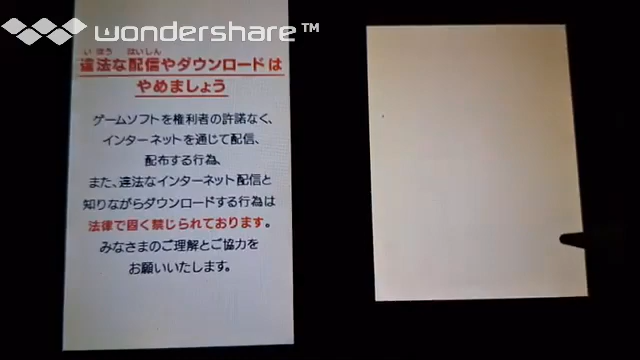 wondershare™
いほう はいしん
違法な配信やダウンロードは
やめましょう
ゲームソフトを権利者の許諾なく、
インターネットを通じて配信、
配布する行為、
また、違法なインターネット配信と
知りながらダウンロードする行為は
法律で固く禁じられております。
みなさまのご理解とご協力を
お願いいたします。